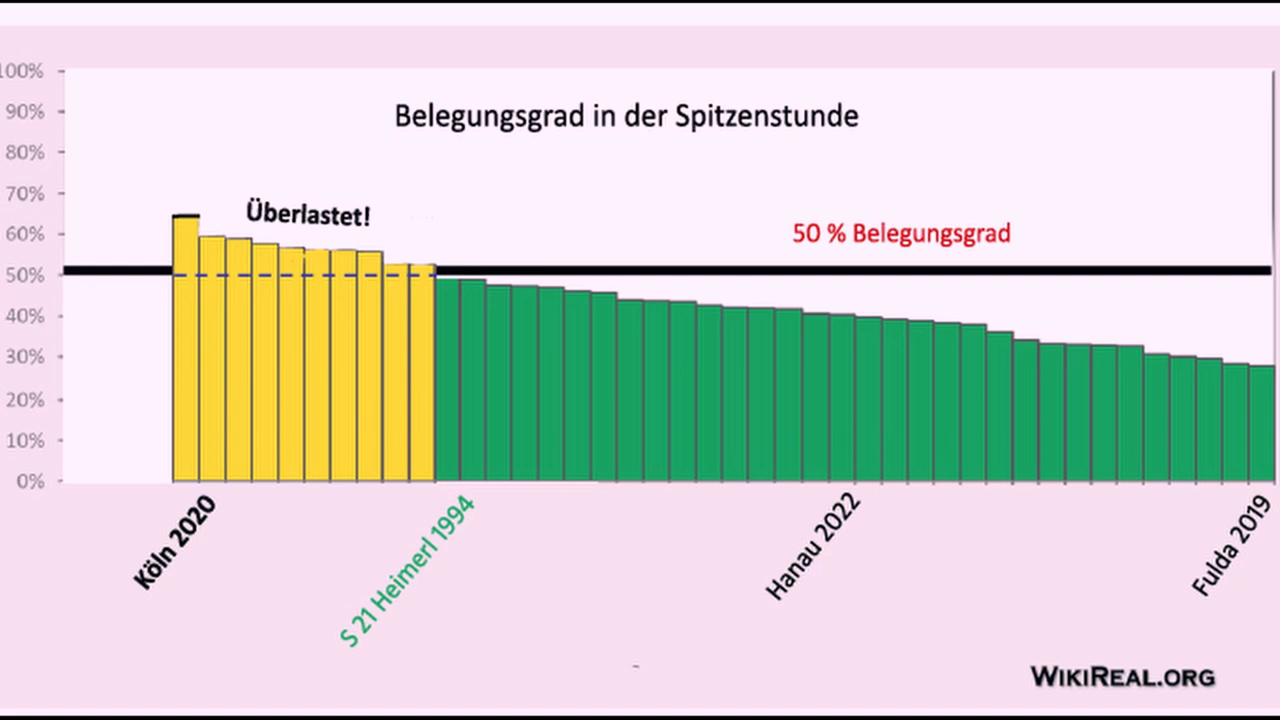 Belegungsgrad in der Spitzenstunde
100%
90%
80%
70%
60%
50%
40%
30%
20%
10%
0%
Überlastet!
50 % Belegungsgrad
Köln 2020
S 21 Heimerl 1994
Hanau 2022
Fulda 2019
WIKIREAL.ORG